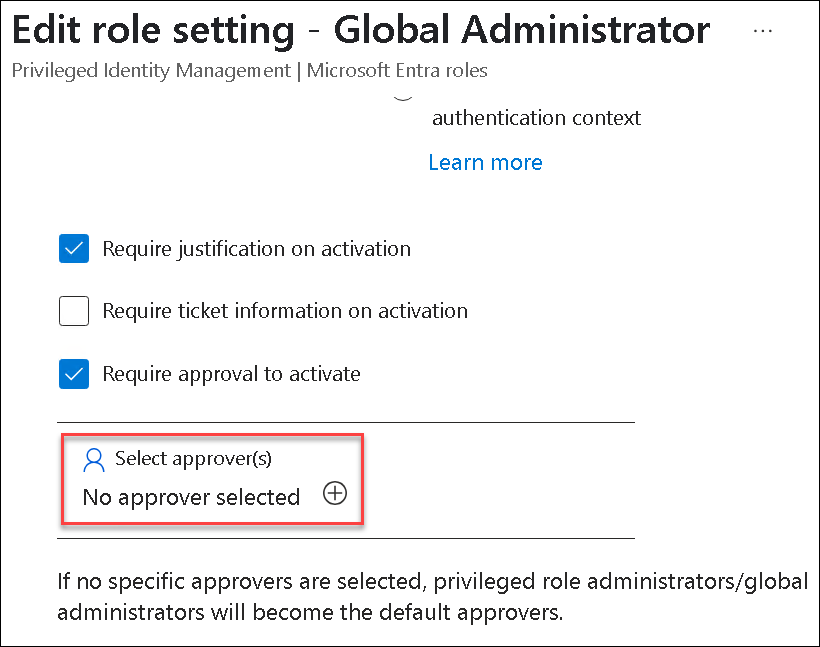 Edit role setting - Global Administrator ...
Privileged Identity Management | Microsoft Entra roles
authentication context
Learn more
Require justification on activation
Require ticket information on activation
Require approval to activate
Select approver(s)
No approver selected
If no specific approvers are selected, privileged role administrators/global
administrators will become the default approvers.